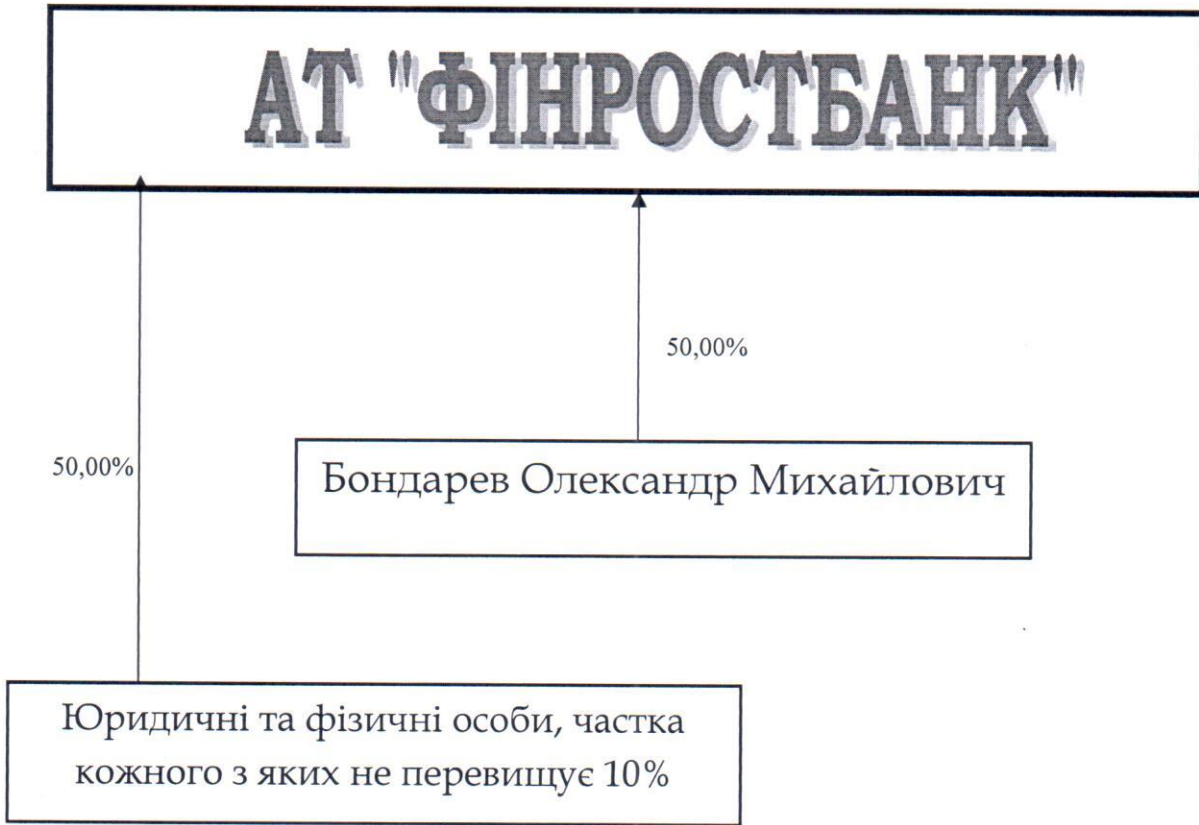 АТ "ФІНРОСТБАНК"
50,00%
Бондарев Олександр Михайлович
50,00%
Юридичні та фізичні особи, частка
кожного з яких не перевищує 10%